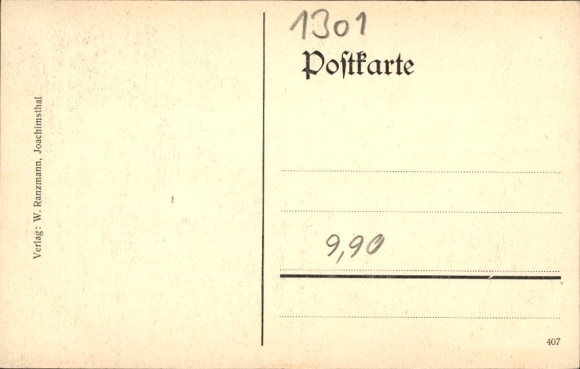 1301
Postkarte
Verlag: W. Ranzmann, Joachimsthal
9,90
407